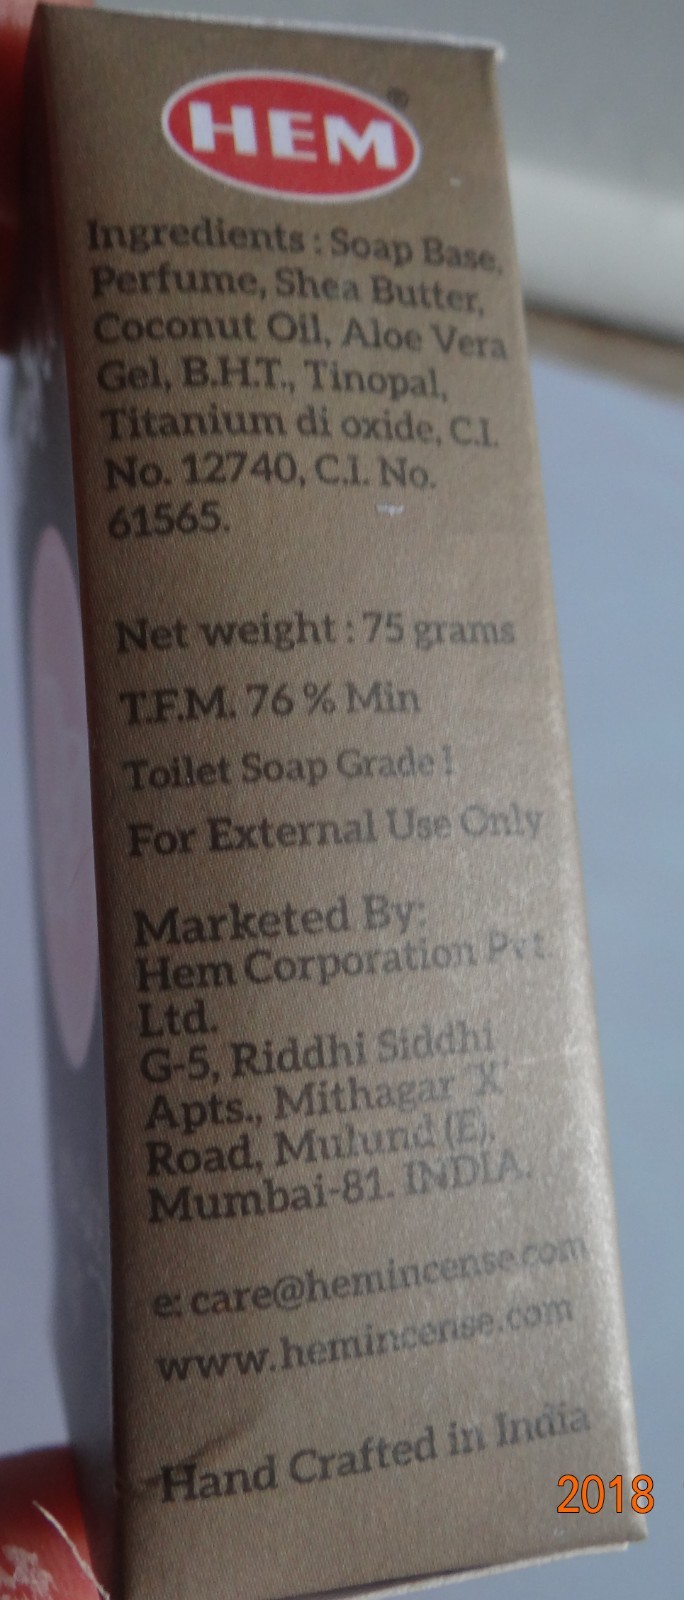 HEM®
Ingredients : Soap Base,
Perfume, Shea Butter,
Coconut Oil, Aloe Vera
Gel, B.H.T., Tinopal,
Titanium di oxide, C.I.
No. 12740, C.I. No.
61565.
Net weight : 75 grams
T.F.M. 76 % Min
Toilet Soap Grade I
For External Use Only
Marketed By:
Hem Corporation Pvt.
Ltd.
G-5, Riddhi Siddhi
Apts., Mithagar 'X'
Road, Mulund (E),
Mumbai-81. INDIA.
e: care@hemincense.com
www.hemincense.com
Hand Crafted in India
2018